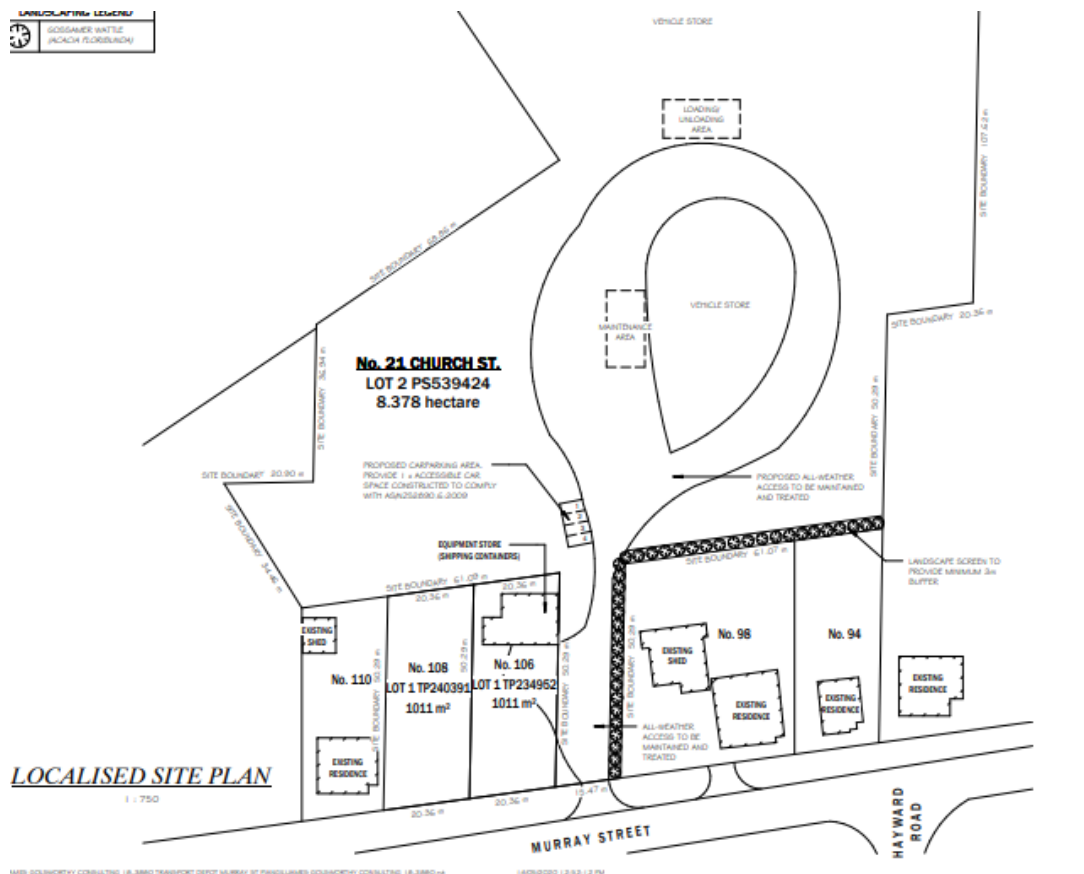 LANDSCAPING LEGEND
GOSSAMER WATTLE
(ACACIA FLORIBUNDA)
VEHICLE STORE
LOADING/
UNLOADING
AREA
SITE BOUNDARY 107.62 m
SITE BOUNDARY 68.86 m
VEHICLE STORE
MAINTENANCE
AREA
SITE BOUNDARY 20.36 m
No. 21 CHURCH ST.
LOT 2 PS539424
8.378 hectare
SITE BOUNDARY 36.94 m
SITE BOUNDARY 50.29 m
SITE BOUNDART 20.90 m
PROPOSED CARPARKING AREA.
PROVIDE 1 x ACCESSIBLE CAR
SPACE CONSTRUCTED TO COMPLY
WITH AS/NZS2890.6-2009
PROPOSED ALL-WEATHER
ACCESS TO BE MAINTAINED
AND TREATED
1
2
3
4
SITE BOUNDARY 34.46 m
EQUIPMENT STORE
(SHIPPING CONTAINERS)
SITE BOUNDARY 61.07 m
LANDSCAPE SCREEN TO
PROVIDE MINIMUM 3m
BUFFER
SITE BOUNDARY 61.09 m
20.36 m
20.36 m
EXISTING
SHED
No. 110
SITE BOUNDARY 50.29 m
No. 108
LOT 1 TP240391
1011 m²
50.29 m
No. 106
LOT 1 TP234952
1011 m²
SITE BOUNDARY 50.29 m
SITE BOUNDARY 50.29 m
No. 98
EXISTING
SHED
EXISTING
RESIDENCE
No. 94
EXISTING
RESIDENCE
EXISTING
RESIDENCE
ALL-WEATHER
ACCESS TO BE
MAINTAINED AND
TREATED
EXISTING
RESIDENCE
LOCALISED SITE PLAN
1 : 750
20.36 m
20.36 m
15.47 m
MURRAY STREET
HAYWARD
ROAD